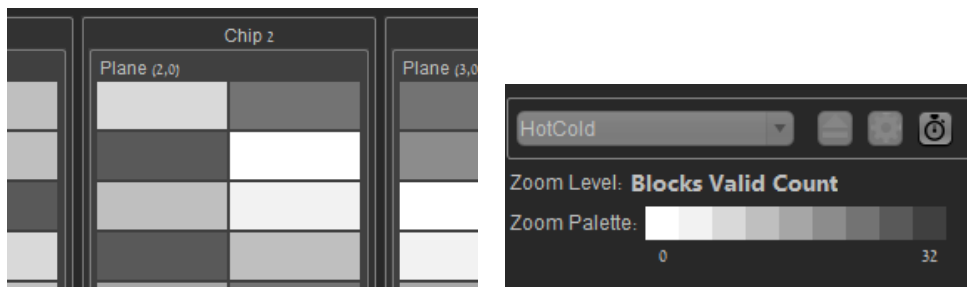 Chip 2
Plane (2,0)
Plane (3,0
HotCold
Zoom Level: Blocks Valid Count
Zoom Palette:
0
32